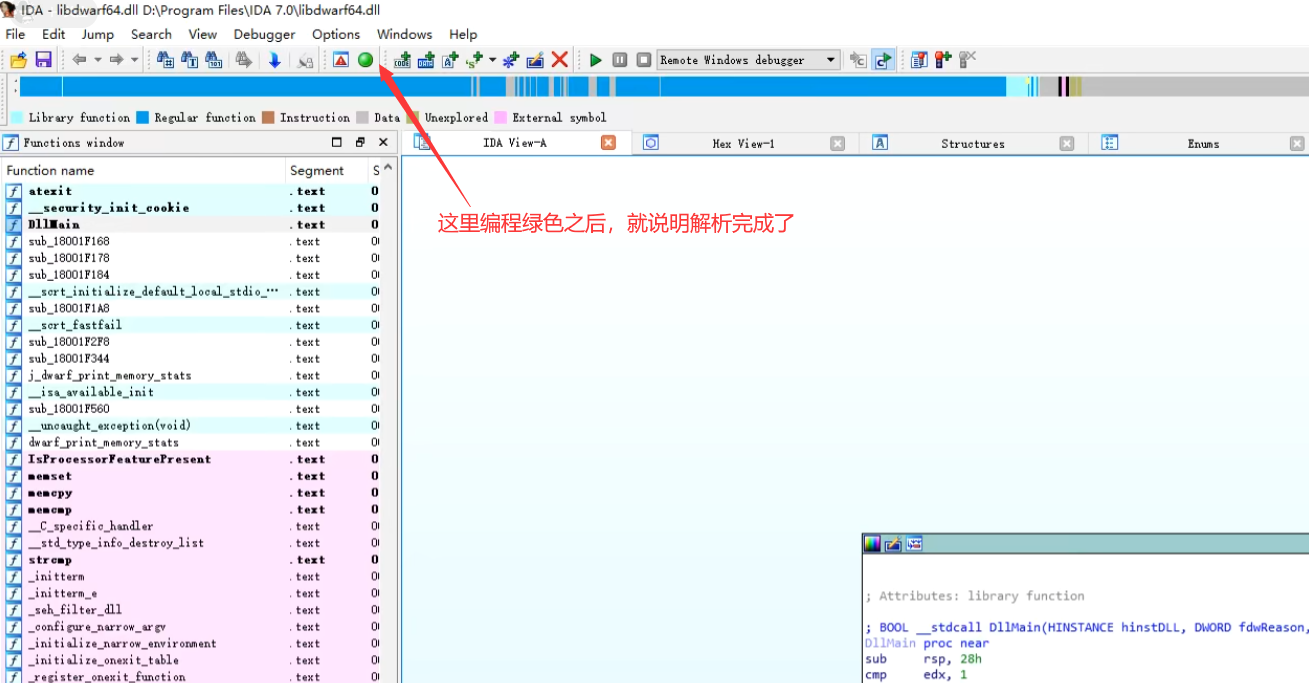 IDA - libdwarf64.dll D:\Program Files\IDA 7.0\libdwarf64.dll
File Edit Jump Search View Debugger Options Windows Help
Remote Windows debugger
Library function Regular function Instruction Data Unexplored External symbol
Functions window
IDA View-A Hex View-1 Structures Enums
Function name Segment S
atexit .text 0
__security_init_cookie .text 0
DllMain .text 0
sub_18001F168 .text 0
sub_18001F178 .text 0
sub_18001F184 .text 0
__scrt_initialize_default_local_stdio_… .text 0
sub_18001F1A8 .text 0
__scrt_fastfail .text 0
sub_18001F2F8 .text 0
sub_18001F344 .text 0
j_dwarf_print_memory_stats .text 0
__isa_available_init .text 0
sub_18001F560 .text 0
__uncaught_exception(void) .text 0
dwarf_print_memory_stats .text 0
IsProcessorFeaturePresent .text 0
memset .text 0
memcpy .text 0
memcmp .text 0
__C_specific_handler .text 0
__std_type_info_destroy_list .text 0
strcmp .text 0
_initterm .text 0
_initterm_e .text 0
_seh_filter_dll .text 0
_configure_narrow_argv .text 0
_initialize_narrow_environment .text 0
_initialize_onexit_table .text 0
_register_onexit_function .text 0
这里编程绿色之后，就说明解析完成了
; Attributes: library function
; BOOL __stdcall DllMain(HINSTANCE hinstDLL, DWORD fdwReason,
DllMain proc near
sub rsp, 28h
cmp edx, 1